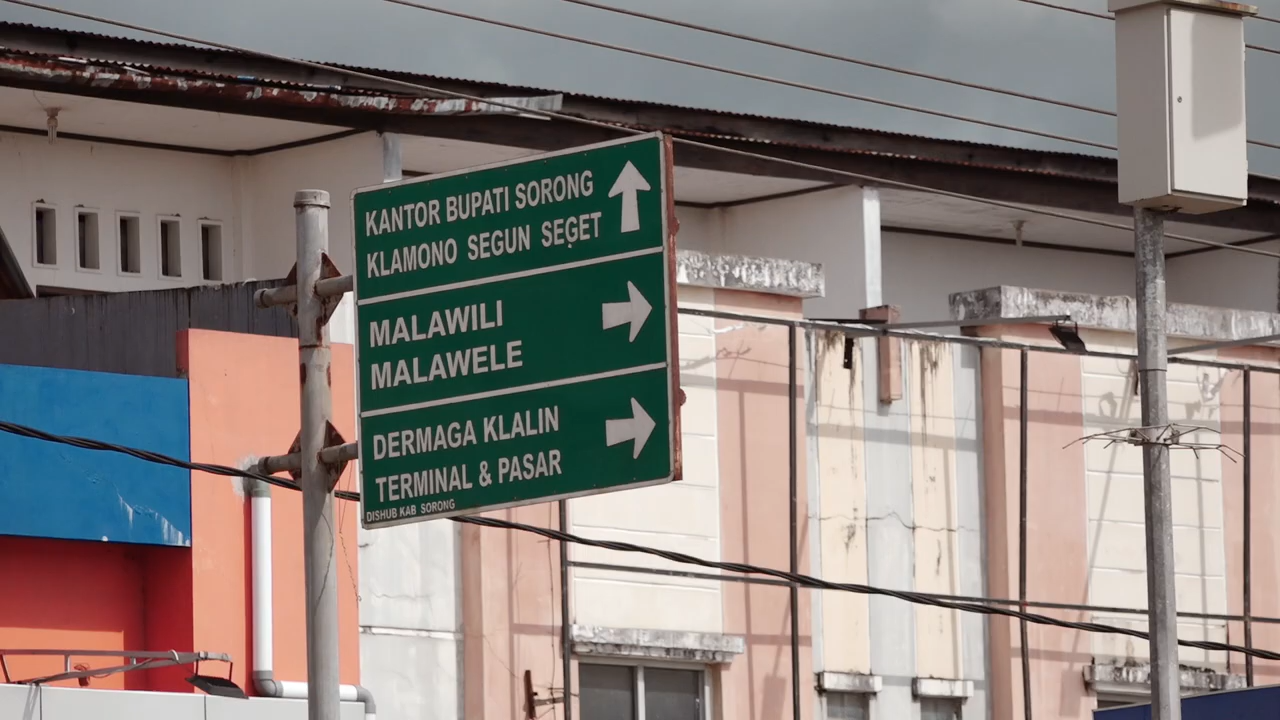 KANTOR BUPATI SORONG
KLAMONO SEGUN SEGET
MALAWILI
MALAWELE
DERMAGA KLALIN
TERMINAL & PASAR
DISHUB KAB SORONG